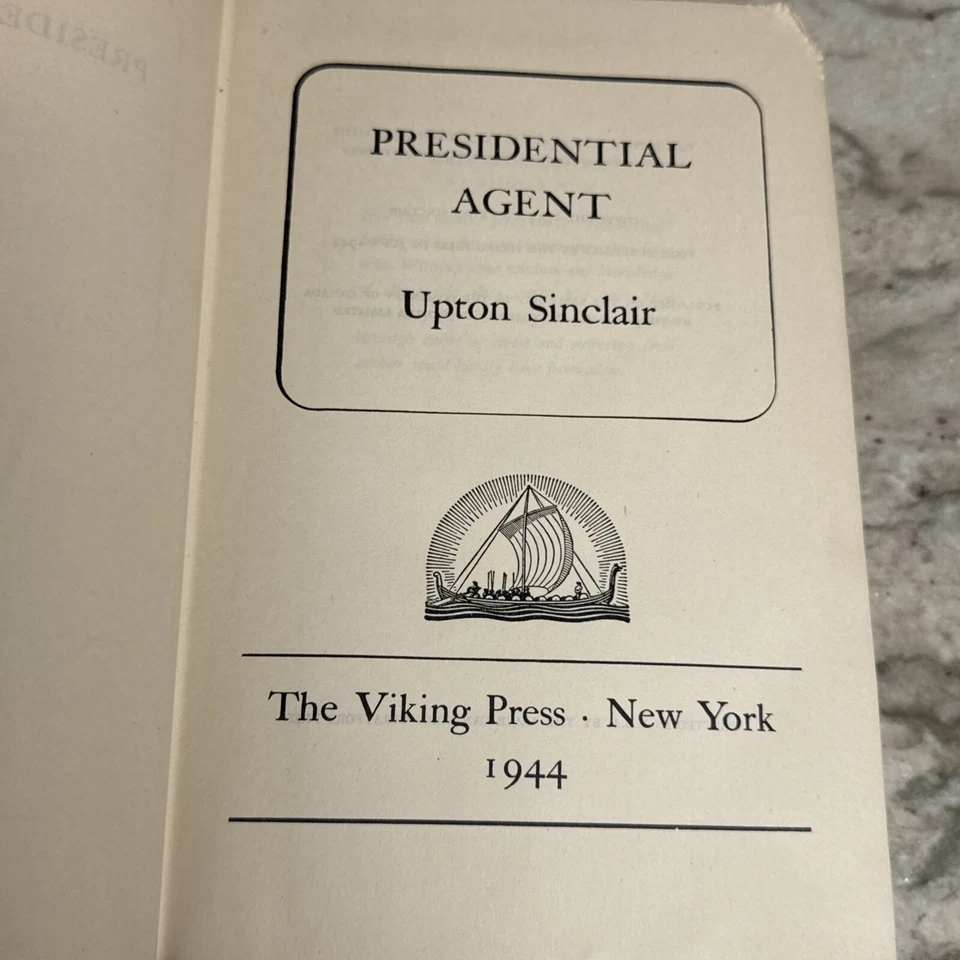 PRESIDENTIAL
AGENT
Upton Sinclair
The Viking Press · New York
1944